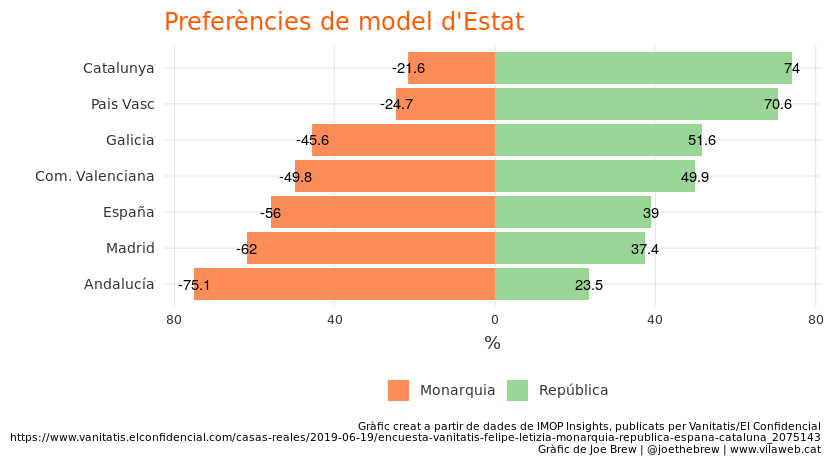 Preferències de model d'Estat
Catalunya -21.6 74
Pais Vasc -24.7 70.6
Galicia -45.6 51.6
Com. Valenciana -49.8 49.9
España -56 39
Madrid -62 37.4
Andalucía -75.1 23.5
80 40 0 40 80
%
Monarquia República
Gràfic creat a partir de dades de IMOP Insights, publicats per Vanitatis/El Confidencial
https://www.vanitatis.elconfidencial.com/casas-reales/2019-06-19/encuesta-vanitatis-felipe-letizia-monarquia-republica-espana-cataluna_2075143
Gràfic de Joe Brew | @joethebrew | www.vilaweb.cat